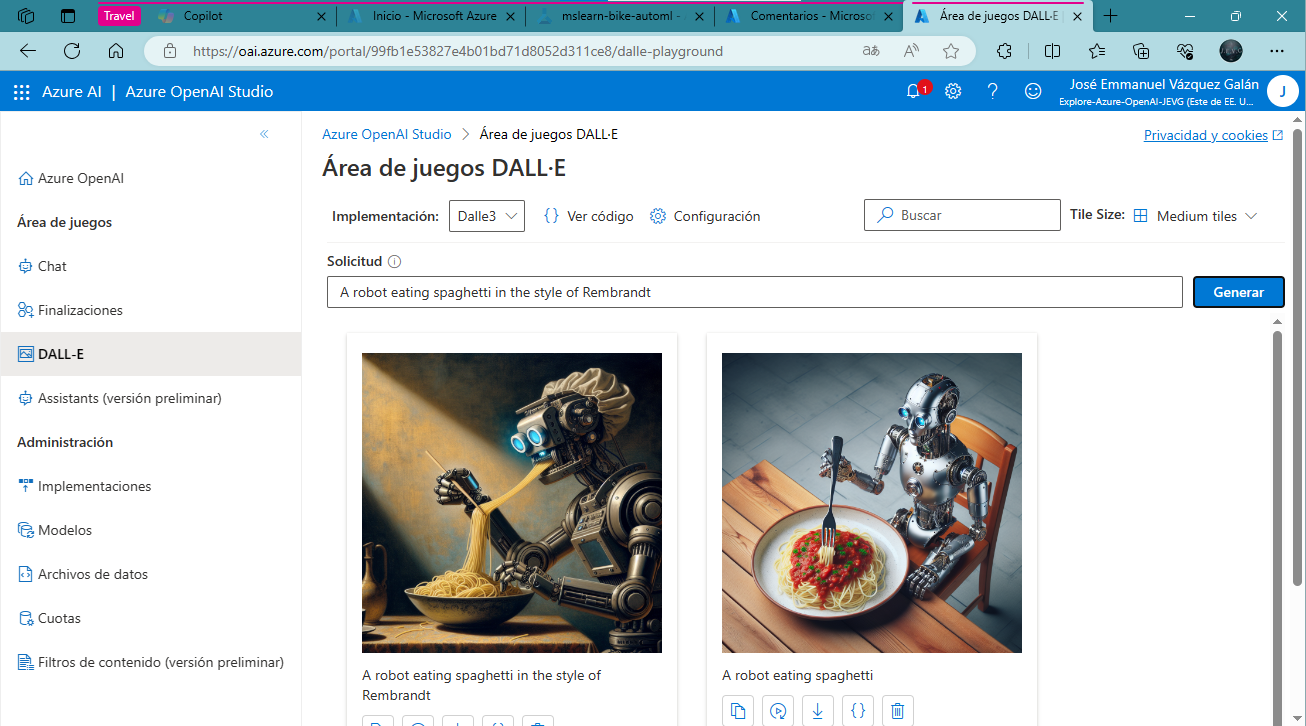 Travel
Copilot
Inicio - Microsoft Azure
mslearn-bike-automl -
Comentarios - Microso
Área de juegos DALL·E
https://oai.azure.com/portal/99fb1e53827e4b01bd71d8052d311ce8/dalle-playground
Azure AI | Azure OpenAI Studio
1
José Emmanuel Vázquez Galán
Explore-Azure-OpenAI-JEVG (Este de EE. U...
J
Azure OpenAI
Área de juegos
Chat
Finalizaciones
DALL-E
Assistants (versión preliminar)
Administración
Implementaciones
Modelos
Archivos de datos
Cuotas
Filtros de contenido (versión preliminar)
Azure OpenAI Studio > Área de juegos DALL·E
Privacidad y cookies
Área de juegos DALL·E
Implementación: Dalle3 Ver código Configuración
Buscar
Tile Size: Medium tiles
Solicitud
A robot eating spaghetti in the style of Rembrandt
Generar
A robot eating spaghetti in the style of
Rembrandt
A robot eating spaghetti